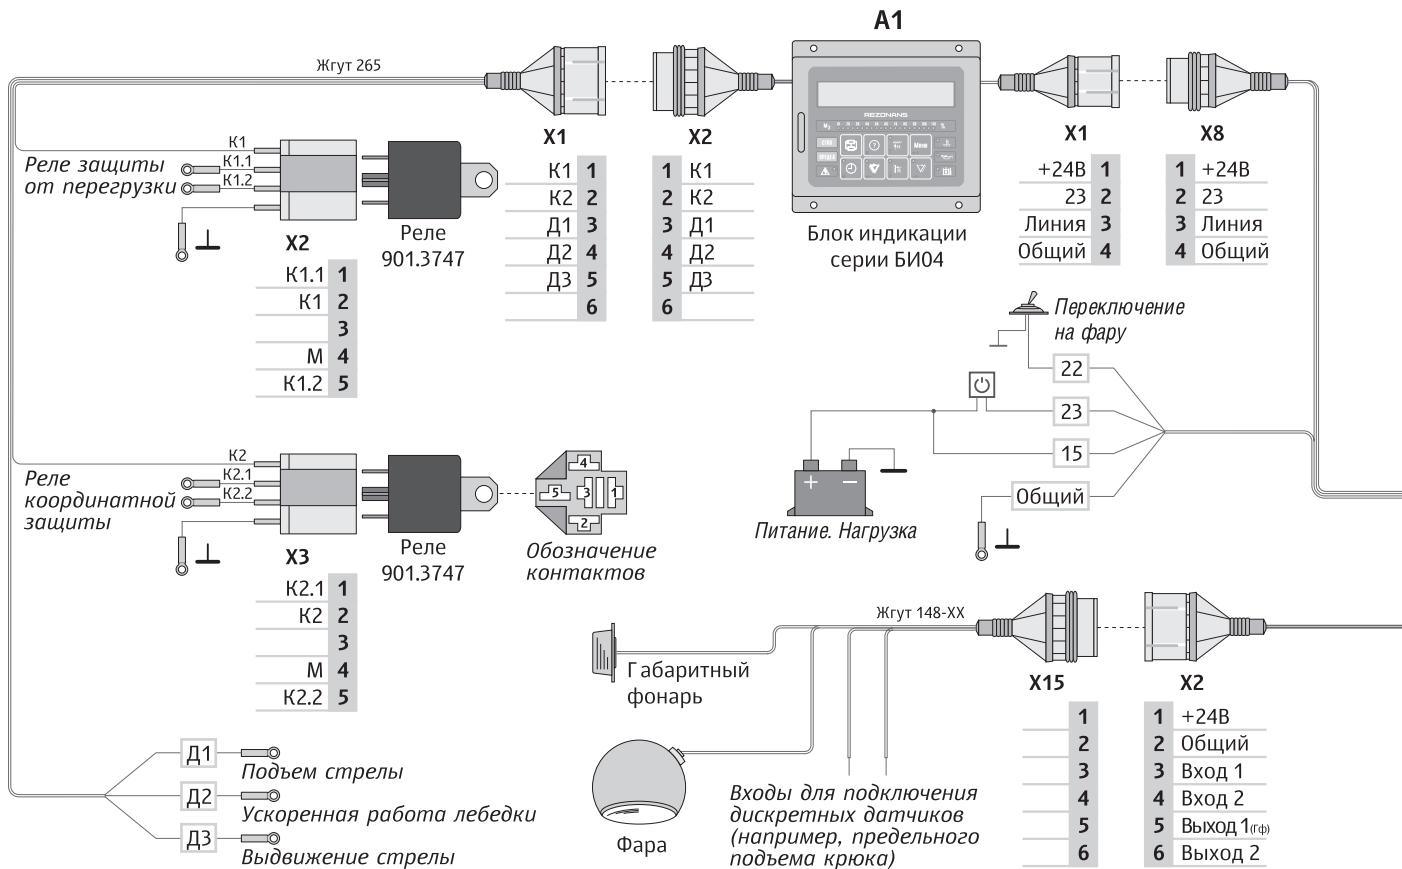 A1
Жгут 265
X1
К1 1
К2 2
Д1 3
Д2 4
Д3 5
6
X2
1 К1
2 К2
3 Д1
4 Д2
5 Д3
6
REZONANS
Меню
Блок индикации
серии БИ04
X1
+24В 1
23 2
Линия 3
Общий 4
X8
1 +24В
2 23
3 Линия
4 Общий
Реле защиты
от перегрузки
К1
К1.1
К1.2
X2
К1.1 1
К1 2
3
М 4
К1.2 5
Реле
901.3747
Переключение
на фару
22
23
15
Общий
+ −
Питание. Нагрузка
Реле
координатной
защиты
К2
К2.1
К2.2
X3
К2.1 1
К2 2
3
М 4
К2.2 5
Реле
901.3747
4
5 3 1
2
Обозначение
контактов
Д1
Подъем стрелы
Д2
Ускоренная работа лебедки
Д3
Выдвижение стрелы
Жгут 148-ХХ
Габаритный
фонарь
Фара
Входы для подключения
дискретных датчиков
(например, предельного
подъема крюка)
X15
1
2
3
4
5
6
X2
1 +24В
2 Общий
3 Вход 1
4 Вход 2
5 Выход 1(Гф)
6 Выход 2